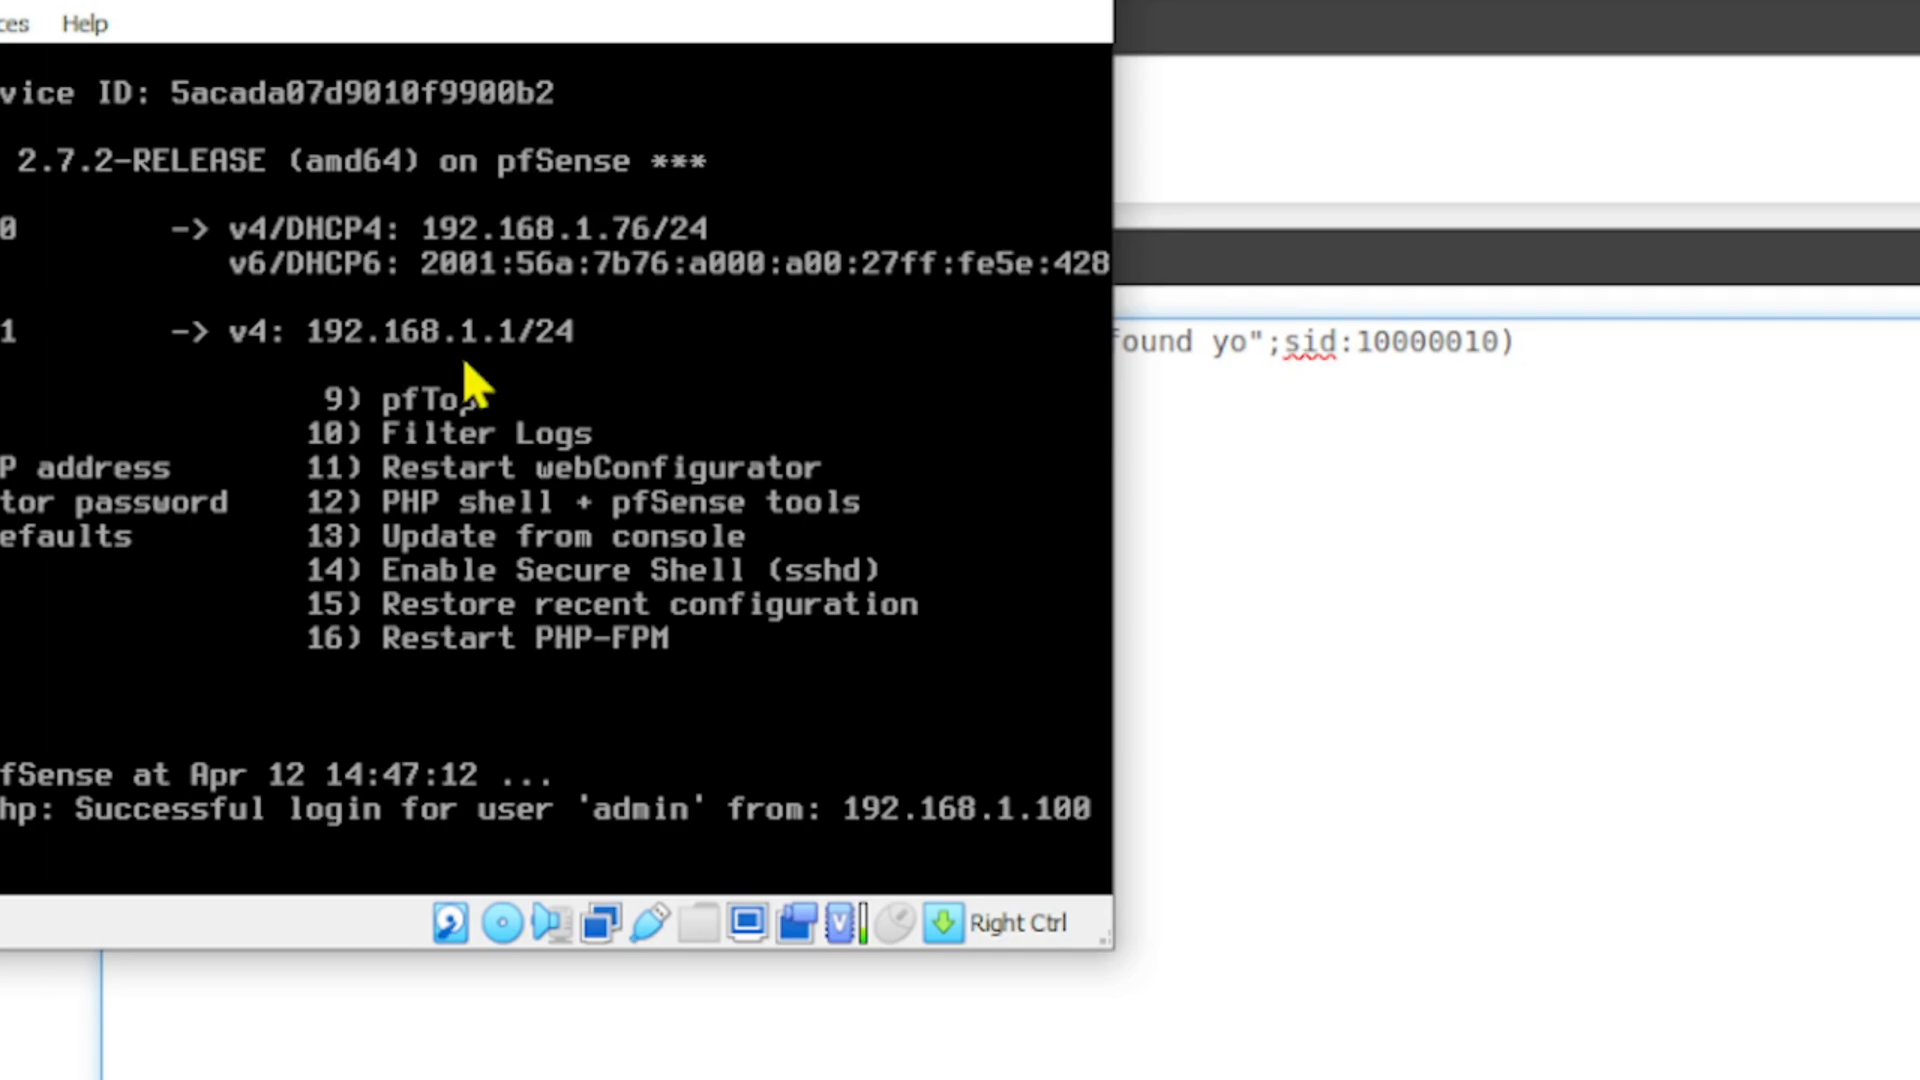 ces Help
vice ID: 5acada07d9010f9900b2
2.7.2-RELEASE (amd64) on pfSense ***
0 -> v4/DHCP4: 192.168.1.76/24
v6/DHCP6: 2001:56a:7b76:a000:a00:27ff:fe5e:428
1 -> v4: 192.168.1.1/24
found yo";sid:10000010)
9) pfTop
10) Filter Logs
P address 11) Restart webConfigurator
tor password 12) PHP shell + pfSense tools
efaults 13) Update from console
14) Enable Secure Shell (sshd)
15) Restore recent configuration
16) Restart PHP-FPM
fSense at Apr 12 14:47:12 ...
hp: Successful login for user 'admin' from: 192.168.1.100
Right Ctrl